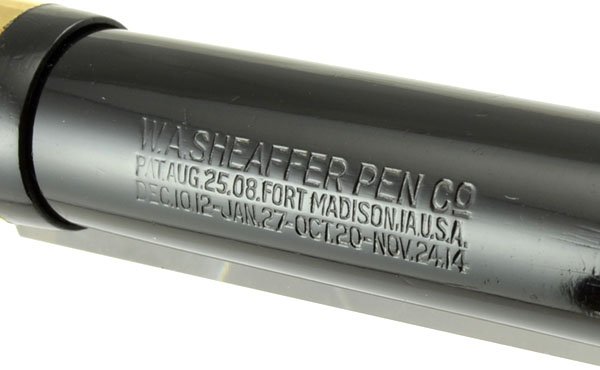 W.A.SHEAFFER PEN Co
PAT.AUG.25.08.FORT MADISON.IA.U.S.A.
DEC.10.12-JAN.27-OCT.20-NOV.24.14